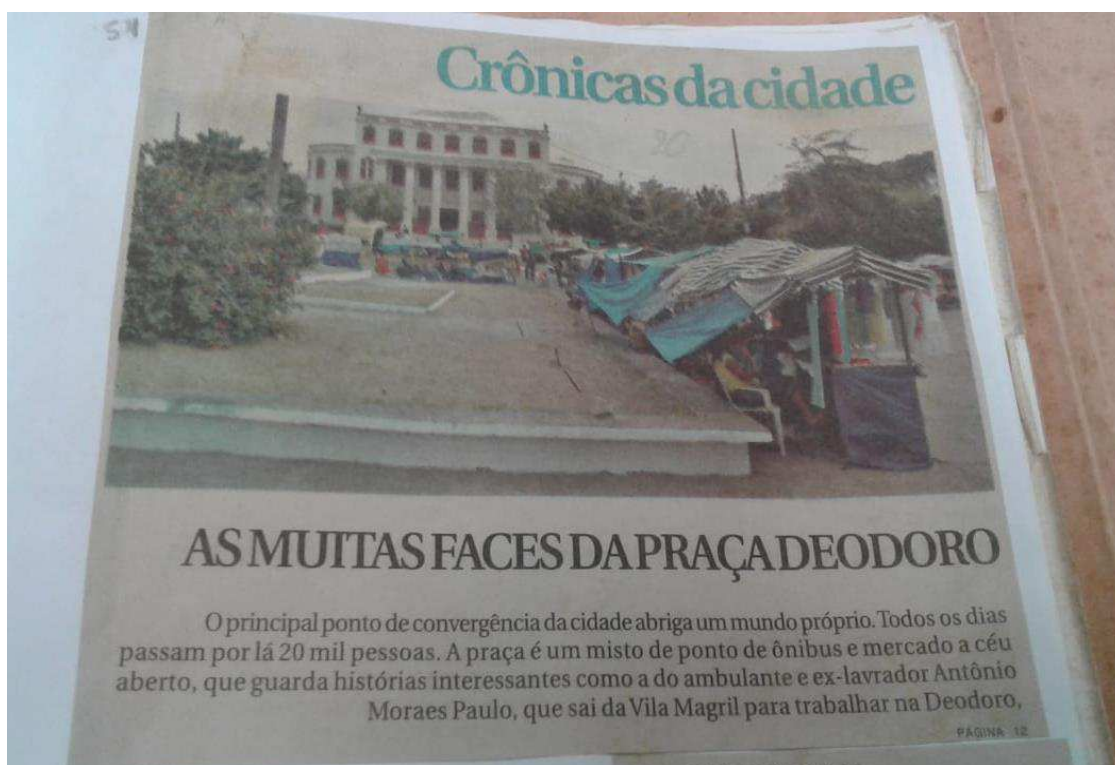 Crônicas da cidade
AS MUITAS FACES DA PRAÇA DEODORO
O principal ponto de convergência da cidade abriga um mundo próprio. Todos os dias
passam por lá 20 mil pessoas. A praça é um misto de ponto de ônibus e mercado a céu
aberto, que guarda histórias interessantes como a do ambulante e ex-lavrador Antônio
Moraes Paulo, que sai da Vila Magril para trabalhar na Deodoro,
PÁGINA 12